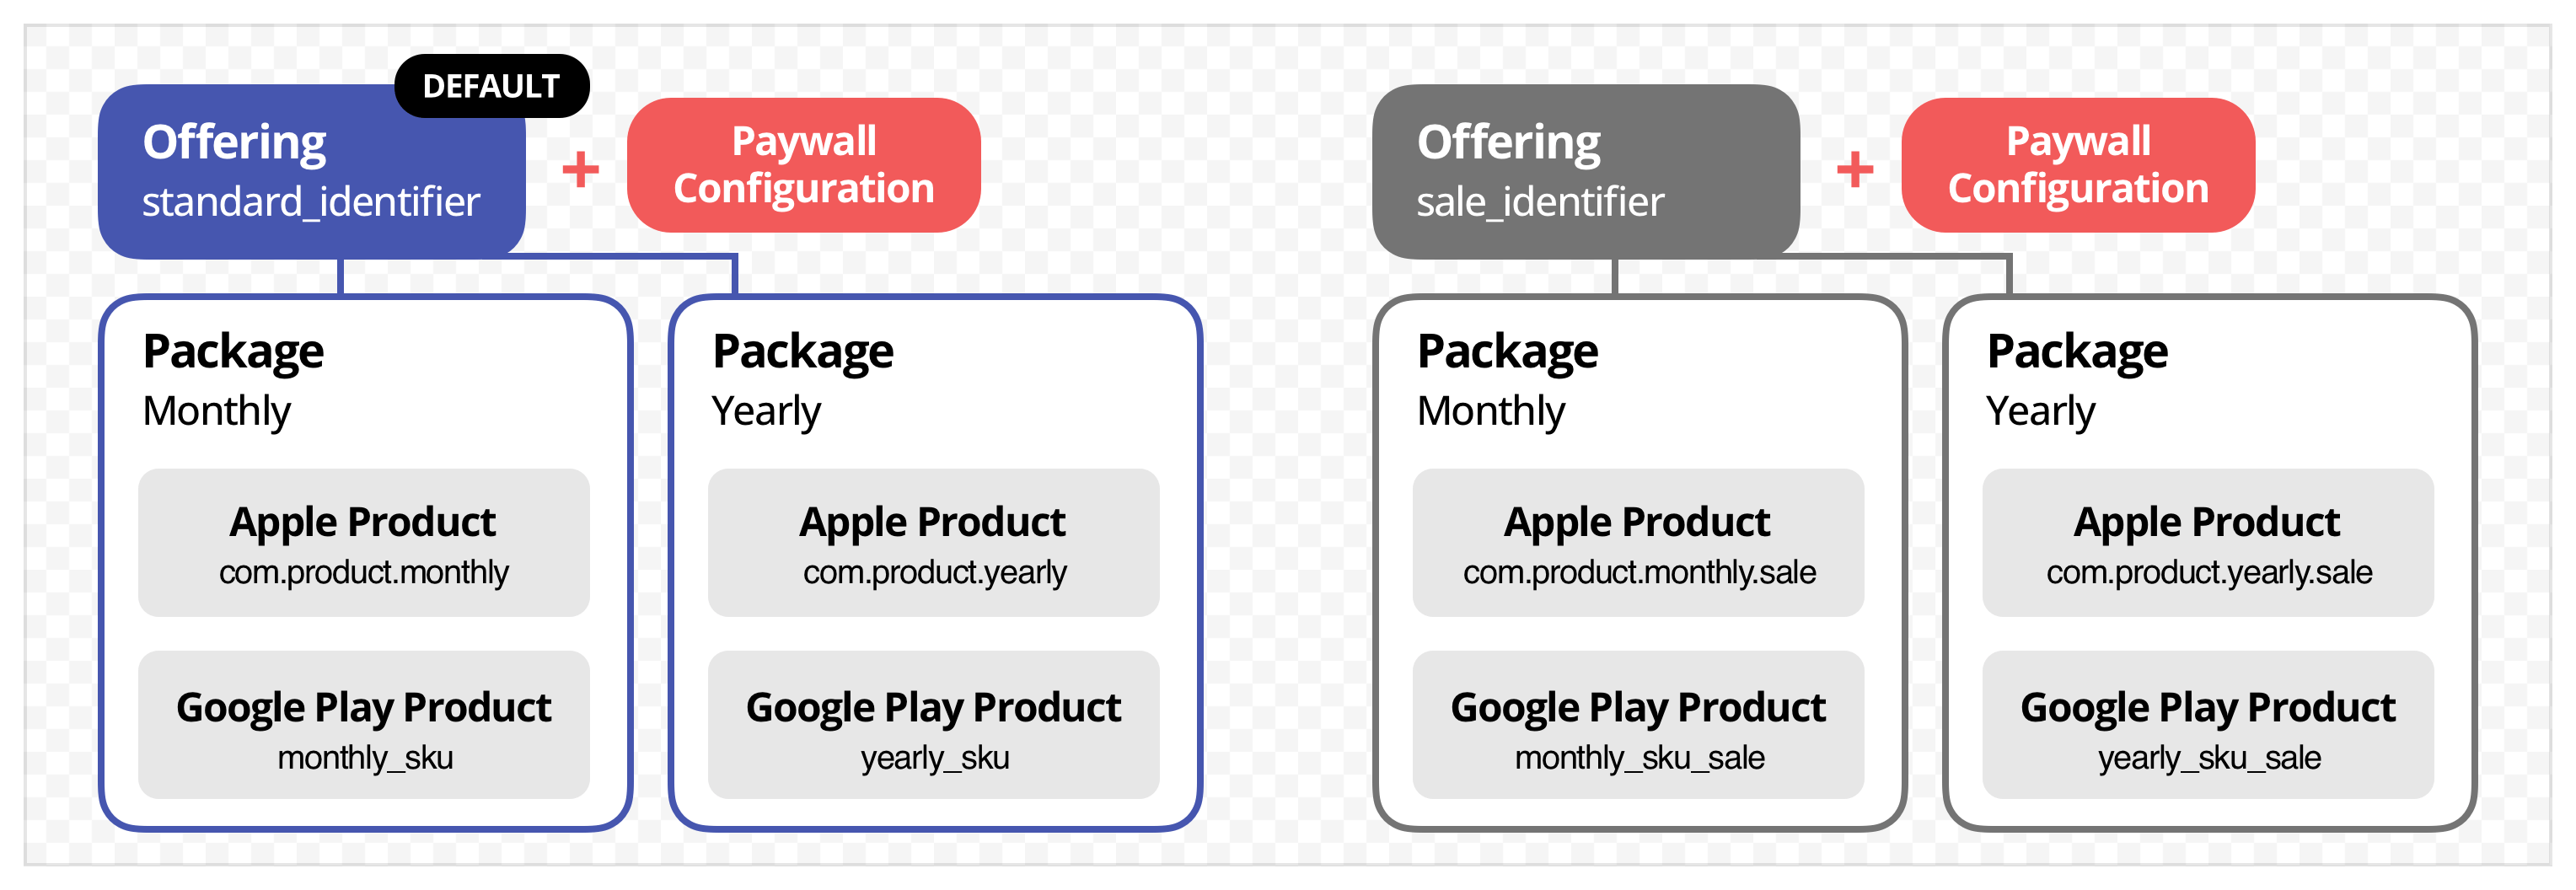 DEFAULT
Offering
standard_identifier
+
Paywall
Configuration
Package
Monthly
Apple Product
com.product.monthly
Google Play Product
monthly_sku
Package
Yearly
Apple Product
com.product.yearly
Google Play Product
yearly_sku
Offering
sale_identifier
+
Paywall
Configuration
Package
Monthly
Apple Product
com.product.monthly.sale
Google Play Product
monthly_sku_sale
Package
Yearly
Apple Product
com.product.yearly.sale
Google Play Product
yearly_sku_sale